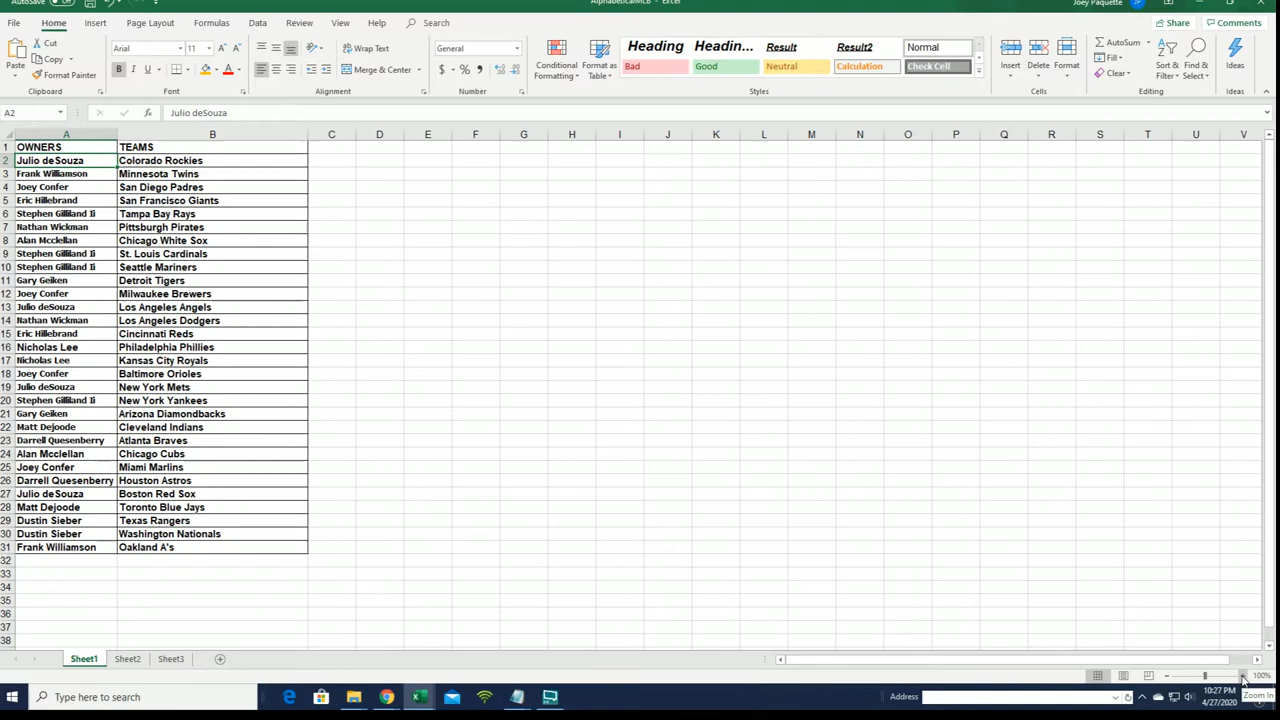 AutoSave Off
AlphabeticalMLB - Excel
Joey Paquette JP
File Home Insert Page Layout Formulas Data Review View Help Search
Share Comments
Paste Cut Copy Format Painter
Arial 11
B I U
Wrap Text
Merge & Center
General
$ % 9
Conditional Formatting
Format as Table
Heading Headin... Result Result2 Normal
Bad Good Neutral Calculation Check Cell
Insert Delete Format
AutoSum Fill Clear
Sort & Filter
Find & Select
Ideas
Clipboard Font Alignment Number Styles Cells Editing Ideas
A2 fx Julio deSouza
A B C D E F G H I J K L M N O P Q R S T U V
1 OWNERS TEAMS
2 Julio deSouza Colorado Rockies
3 Frank Williamson Minnesota Twins
4 Joey Confer San Diego Padres
5 Eric Hillebrand San Francisco Giants
6 Stephen Gilliland Ii Tampa Bay Rays
7 Nathan Wickman Pittsburgh Pirates
8 Alan Mcclellan Chicago White Sox
9 Stephen Gilliland Ii St. Louis Cardinals
10 Stephen Gilliland Ii Seattle Mariners
11 Gary Geiken Detroit Tigers
12 Joey Confer Milwaukee Brewers
13 Julio deSouza Los Angeles Angels
14 Nathan Wickman Los Angeles Dodgers
15 Eric Hillebrand Cincinnati Reds
16 Nicholas Lee Philadelphia Phillies
17 Nicholas Lee Kansas City Royals
18 Joey Confer Baltimore Orioles
19 Julio deSouza New York Mets
20 Stephen Gilliland Ii New York Yankees
21 Gary Geiken Arizona Diamondbacks
22 Matt Dejoode Cleveland Indians
23 Darrell Quesenberry Atlanta Braves
24 Alan Mcclellan Chicago Cubs
25 Joey Confer Miami Marlins
26 Darrell Quesenberry Houston Astros
27 Julio deSouza Boston Red Sox
28 Matt Dejoode Toronto Blue Jays
29 Dustin Sieber Texas Rangers
30 Dustin Sieber Washington Nationals
31 Frank Williamson Oakland A's
32
33
34
35
36
37
38
Sheet1 Sheet2 Sheet3
100%
Type here to search
Address
10:27 PM
4/27/2020
Zoom In